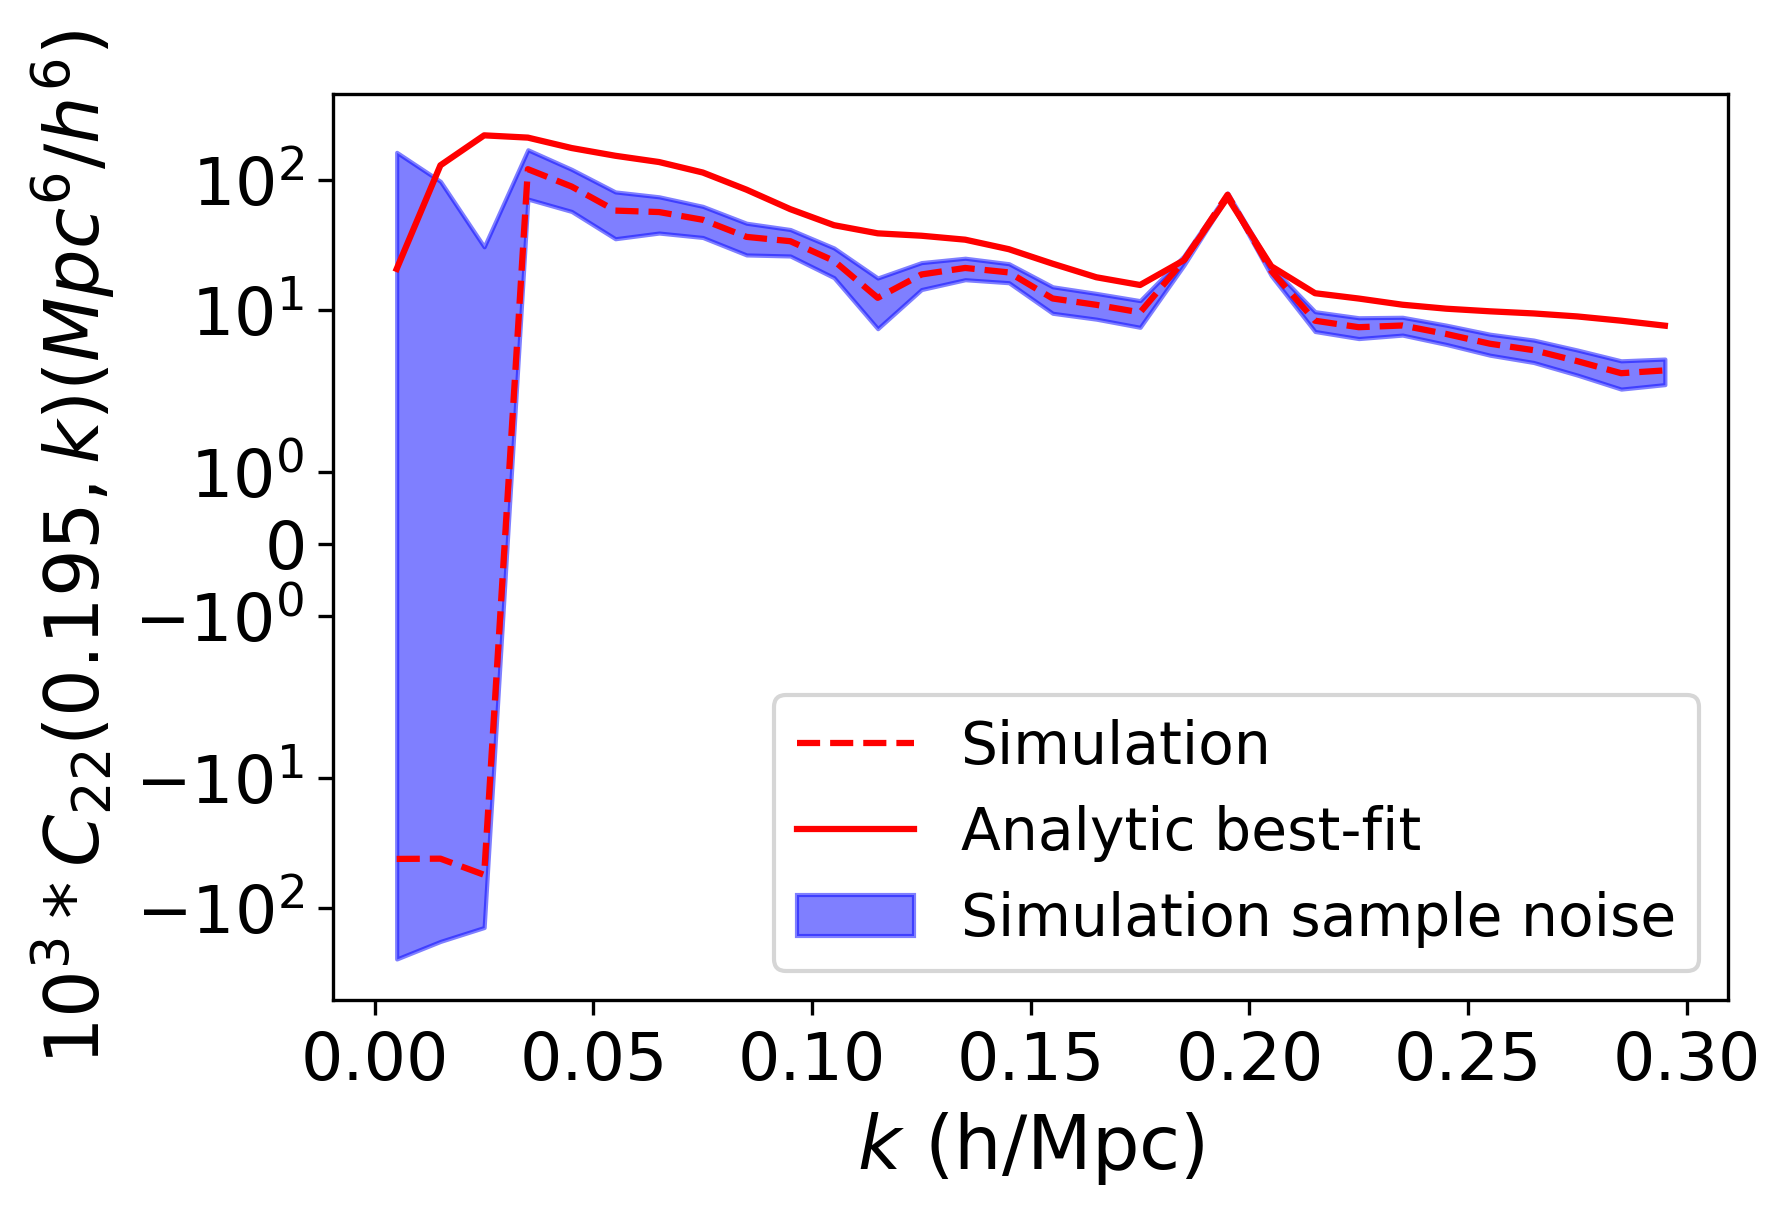 10^3 * C_22(0.195, k)(Mpc^6/h^6)
10^2
10^1
10^0
0
−10^0
−10^1
−10^2
Simulation
Analytic best-fit
Simulation sample noise
0.00 0.05 0.10 0.15 0.20 0.25 0.30
k (h/Mpc)